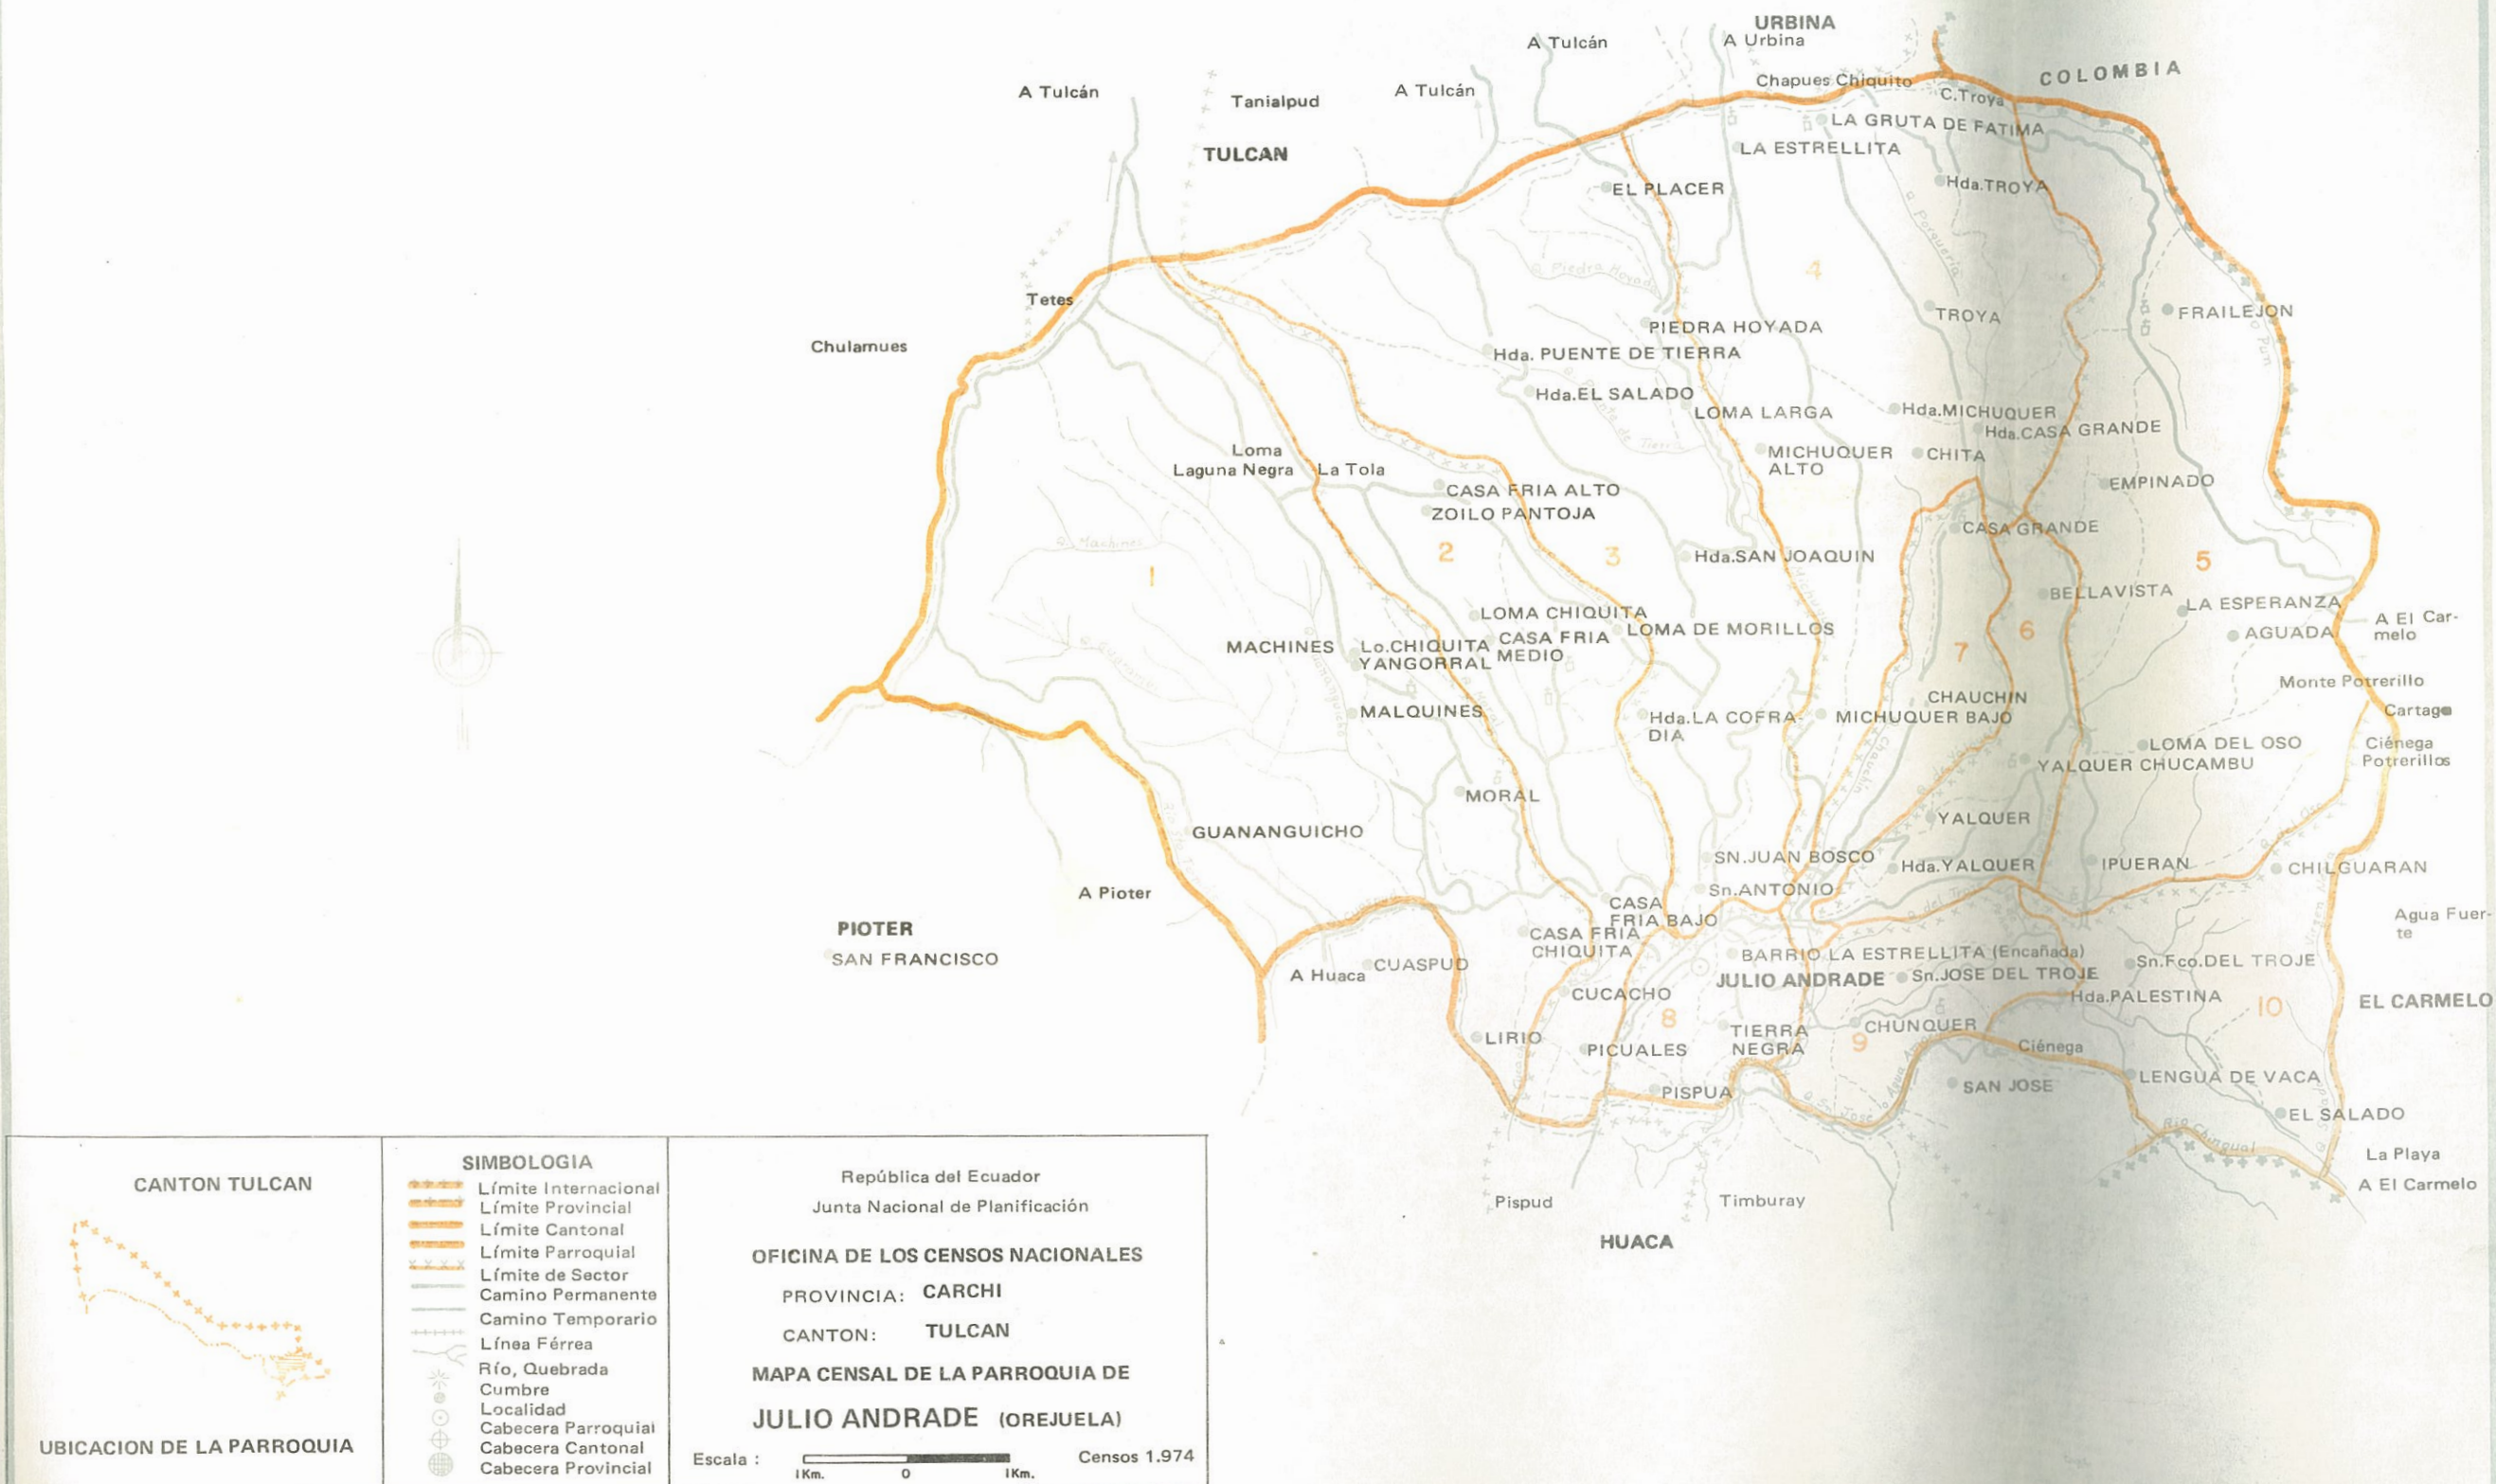 URBINA
A Tulcán
A Urbina
A Tulcán
Tanialpud
A Tulcán
Chapues Chiquito
COLOMBIA
C.Troya
TULCAN
LA GRUTA DE FATIMA
LA ESTRELLITA
EL PLACER
Hda.TROYA
Q Porqueria
Q Piedra Hoyada
4
Tetes
Chulamues
PIEDRA HOYADA
TROYA
FRAILEJON
Hda. PUENTE DE TIERRA
Hda.EL SALADO
LOMA LARGA
Hda.MICHUQUER
Hda.CASA GRANDE
Loma
Laguna Negra
La Tola
MICHUQUER
ALTO
CHITA
EMPINADO
CASA FRIA ALTO
ZOILO PANTOJA
CASA GRANDE
Q Machines
1
2
3
Hda.SAN JOAQUIN
5
BELLAVISTA
LA ESPERANZA
LOMA CHIQUITA
LOMA DE MORILLOS
AGUADA
A El Car-
melo
6
MACHINES
Lo.CHIQUITA
YANGORRAL
CASA FRIA
MEDIO
7
Monte Potrerillo
MALQUINES
Hda.LA COFRA-
DIA
CHAUCHIN
MICHUQUER BAJO
Cartago
LOMA DEL OSO
Ciénega
Potrerillos
YALQUER CHUCAMBU
MORAL
YALQUER
GUANANGUICHO
SN.JUAN BOSCO
Hda.YALQUER
IPUERAN
CHILGUARAN
A Pioter
Sn.ANTONIO
CASA
FRIA BAJO
Agua Fuer-
te
PIOTER
SAN FRANCISCO
CASA FRIA
CHIQUITA
BARRIO LA ESTRELLITA (Encañada)
A Huaca
CUASPUD
JULIO ANDRADE
Sn.JOSE DEL TROJE
Sn.Fco.DEL TROJE
CUCACHO
Hda.PALESTINA
10
EL CARMELO
8
LIRIO
TIERRA
NEGRA
CHUNQUER
9
PICUALES
Ciénega
PISPUA
SAN JOSE
LENGUA DE VACA
EL SALADO
Río Chingual
La Playa
A El Carmelo
Pispud
Timburay
HUACA
CANTON TULCAN
UBICACION DE LA PARROQUIA
SIMBOLOGIA
Límite Internacional
Límite Provincial
Límite Cantonal
Límite Parroquial
Límite de Sector
Camino Permanente
Camino Temporario
Línea Férrea
Río, Quebrada
Cumbre
Localidad
Cabecera Parroquial
Cabecera Cantonal
Cabecera Provincial
República del Ecuador
Junta Nacional de Planificación
OFICINA DE LOS CENSOS NACIONALES
PROVINCIA: CARCHI
CANTON: TULCAN
MAPA CENSAL DE LA PARROQUIA DE
JULIO ANDRADE (OREJUELA)
Escala :
1Km. 0 1Km.
Censos 1.974